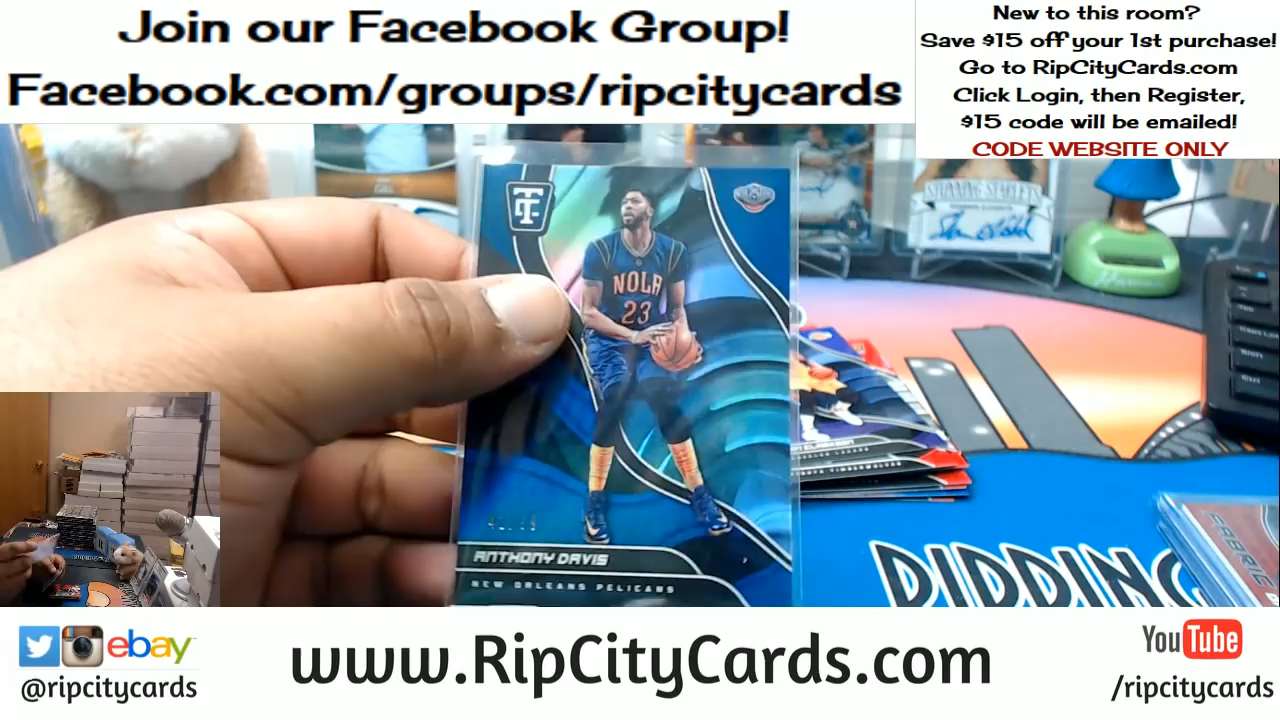 Join our Facebook Group!
Facebook.com/groups/ripcitycards
New to this room?
Save $15 off your 1st purchase!
Go to RipCityCards.com
Click Login, then Register,
$15 code will be emailed!
CODE WEBSITE ONLY
NOLA
23
ANTHONY DAVIS
NEW ORLEANS PELICANS
ebay
@ripcitycards
www.RipCityCards.com
YouTube
/ripcitycards